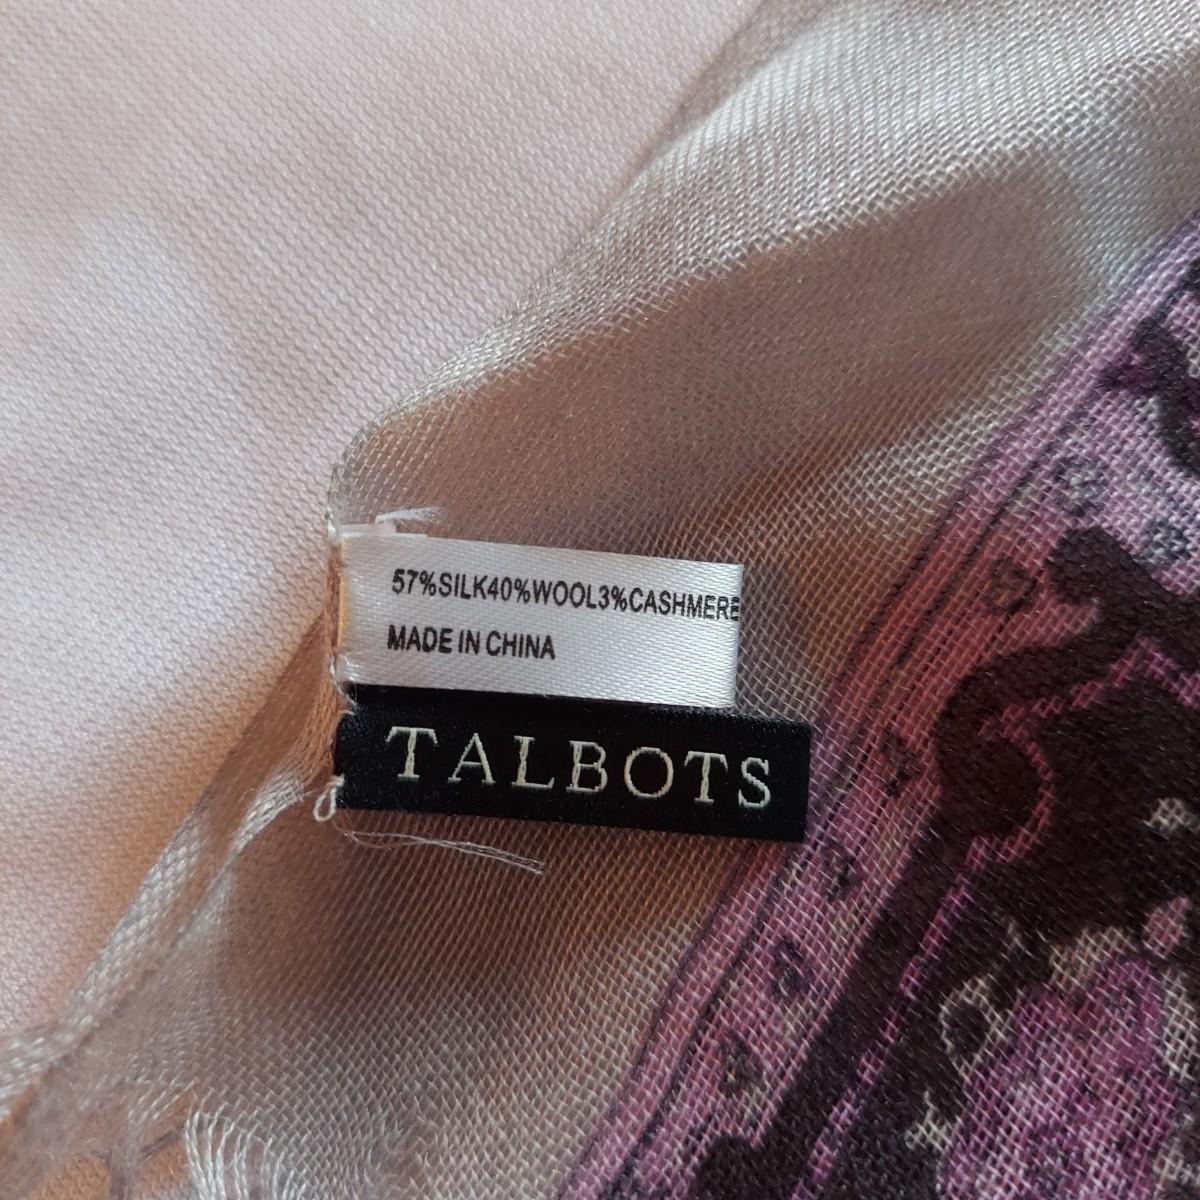 57%SILK40%WOOL3%CASHMERE
MADE IN CHINA
TALBOTS